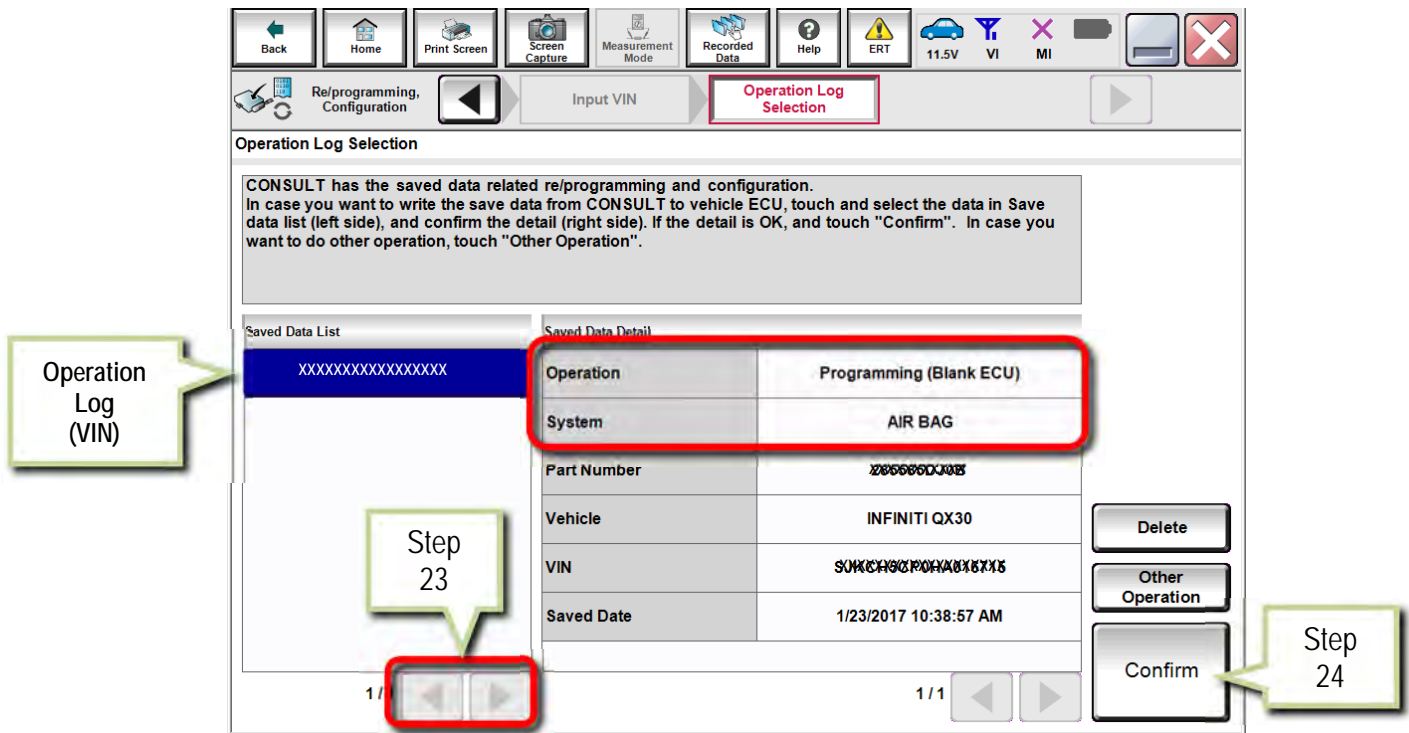 Back
Home
Print Screen
Screen
Capture
Measurement
Mode
Recorded
Data
Help
ERT
11.5V
VI
MI
Re/programming,
Configuration
Input VIN
Operation Log
Selection
Operation Log Selection
CONSULT has the saved data related re/programming and configuration.
In case you want to write the save data from CONSULT to vehicle ECU, touch and select the data in Save
data list (left side), and confirm the detail (right side). If the detail is OK, and touch "Confirm". In case you
want to do other operation, touch "Other Operation".
Saved Data List
Saved Data Detail
Operation
Log
(VIN)
XXXXXXXXXXXXXXXXX
Operation
Programming (Blank ECU)
System
AIR BAG
Part Number
Vehicle
INFINITI QX30
VIN
Saved Date
1/23/2017 10:38:57 AM
Step
23
Delete
Other
Operation
Confirm
Step
24
1/
1/1